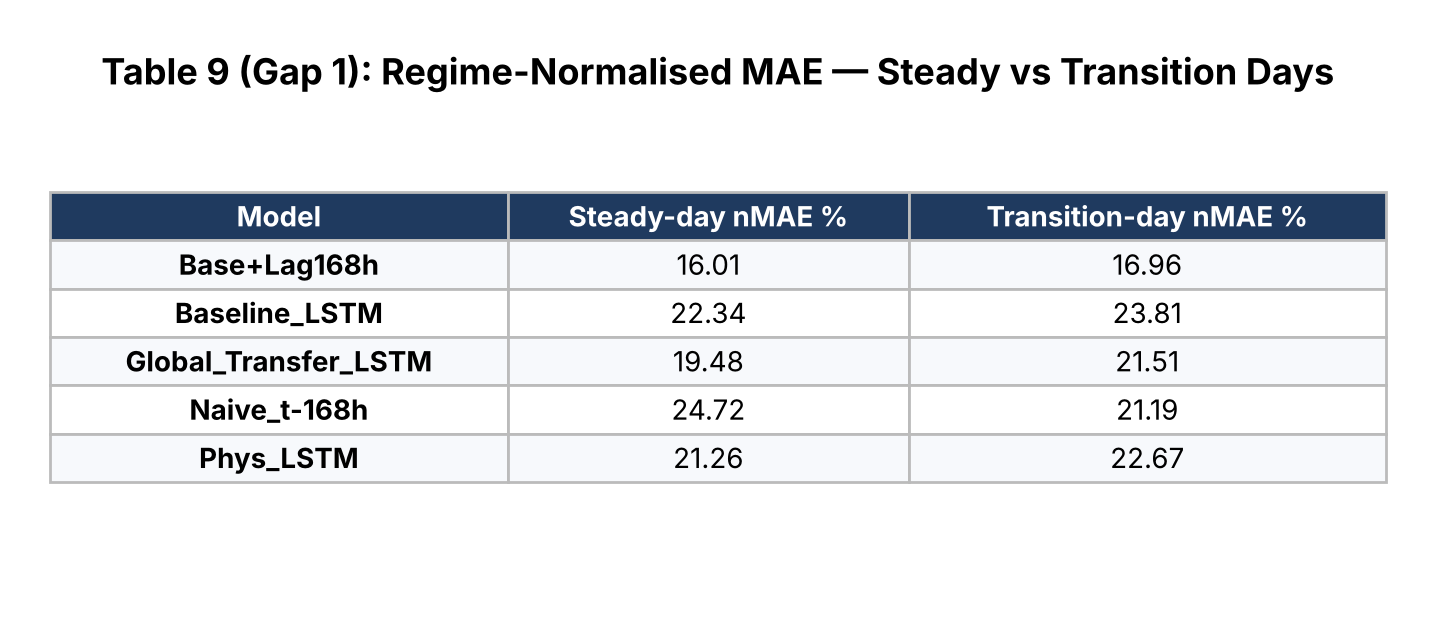 Table 9 (Gap 1): Regime-Normalised MAE — Steady vs Transition Days
Model Steady-day nMAE % Transition-day nMAE %
Base+Lag168h 16.01 16.96
Baseline_LSTM 22.34 23.81
Global_Transfer_LSTM 19.48 21.51
Naive_t-168h 24.72 21.19
Phys_LSTM 21.26 22.67